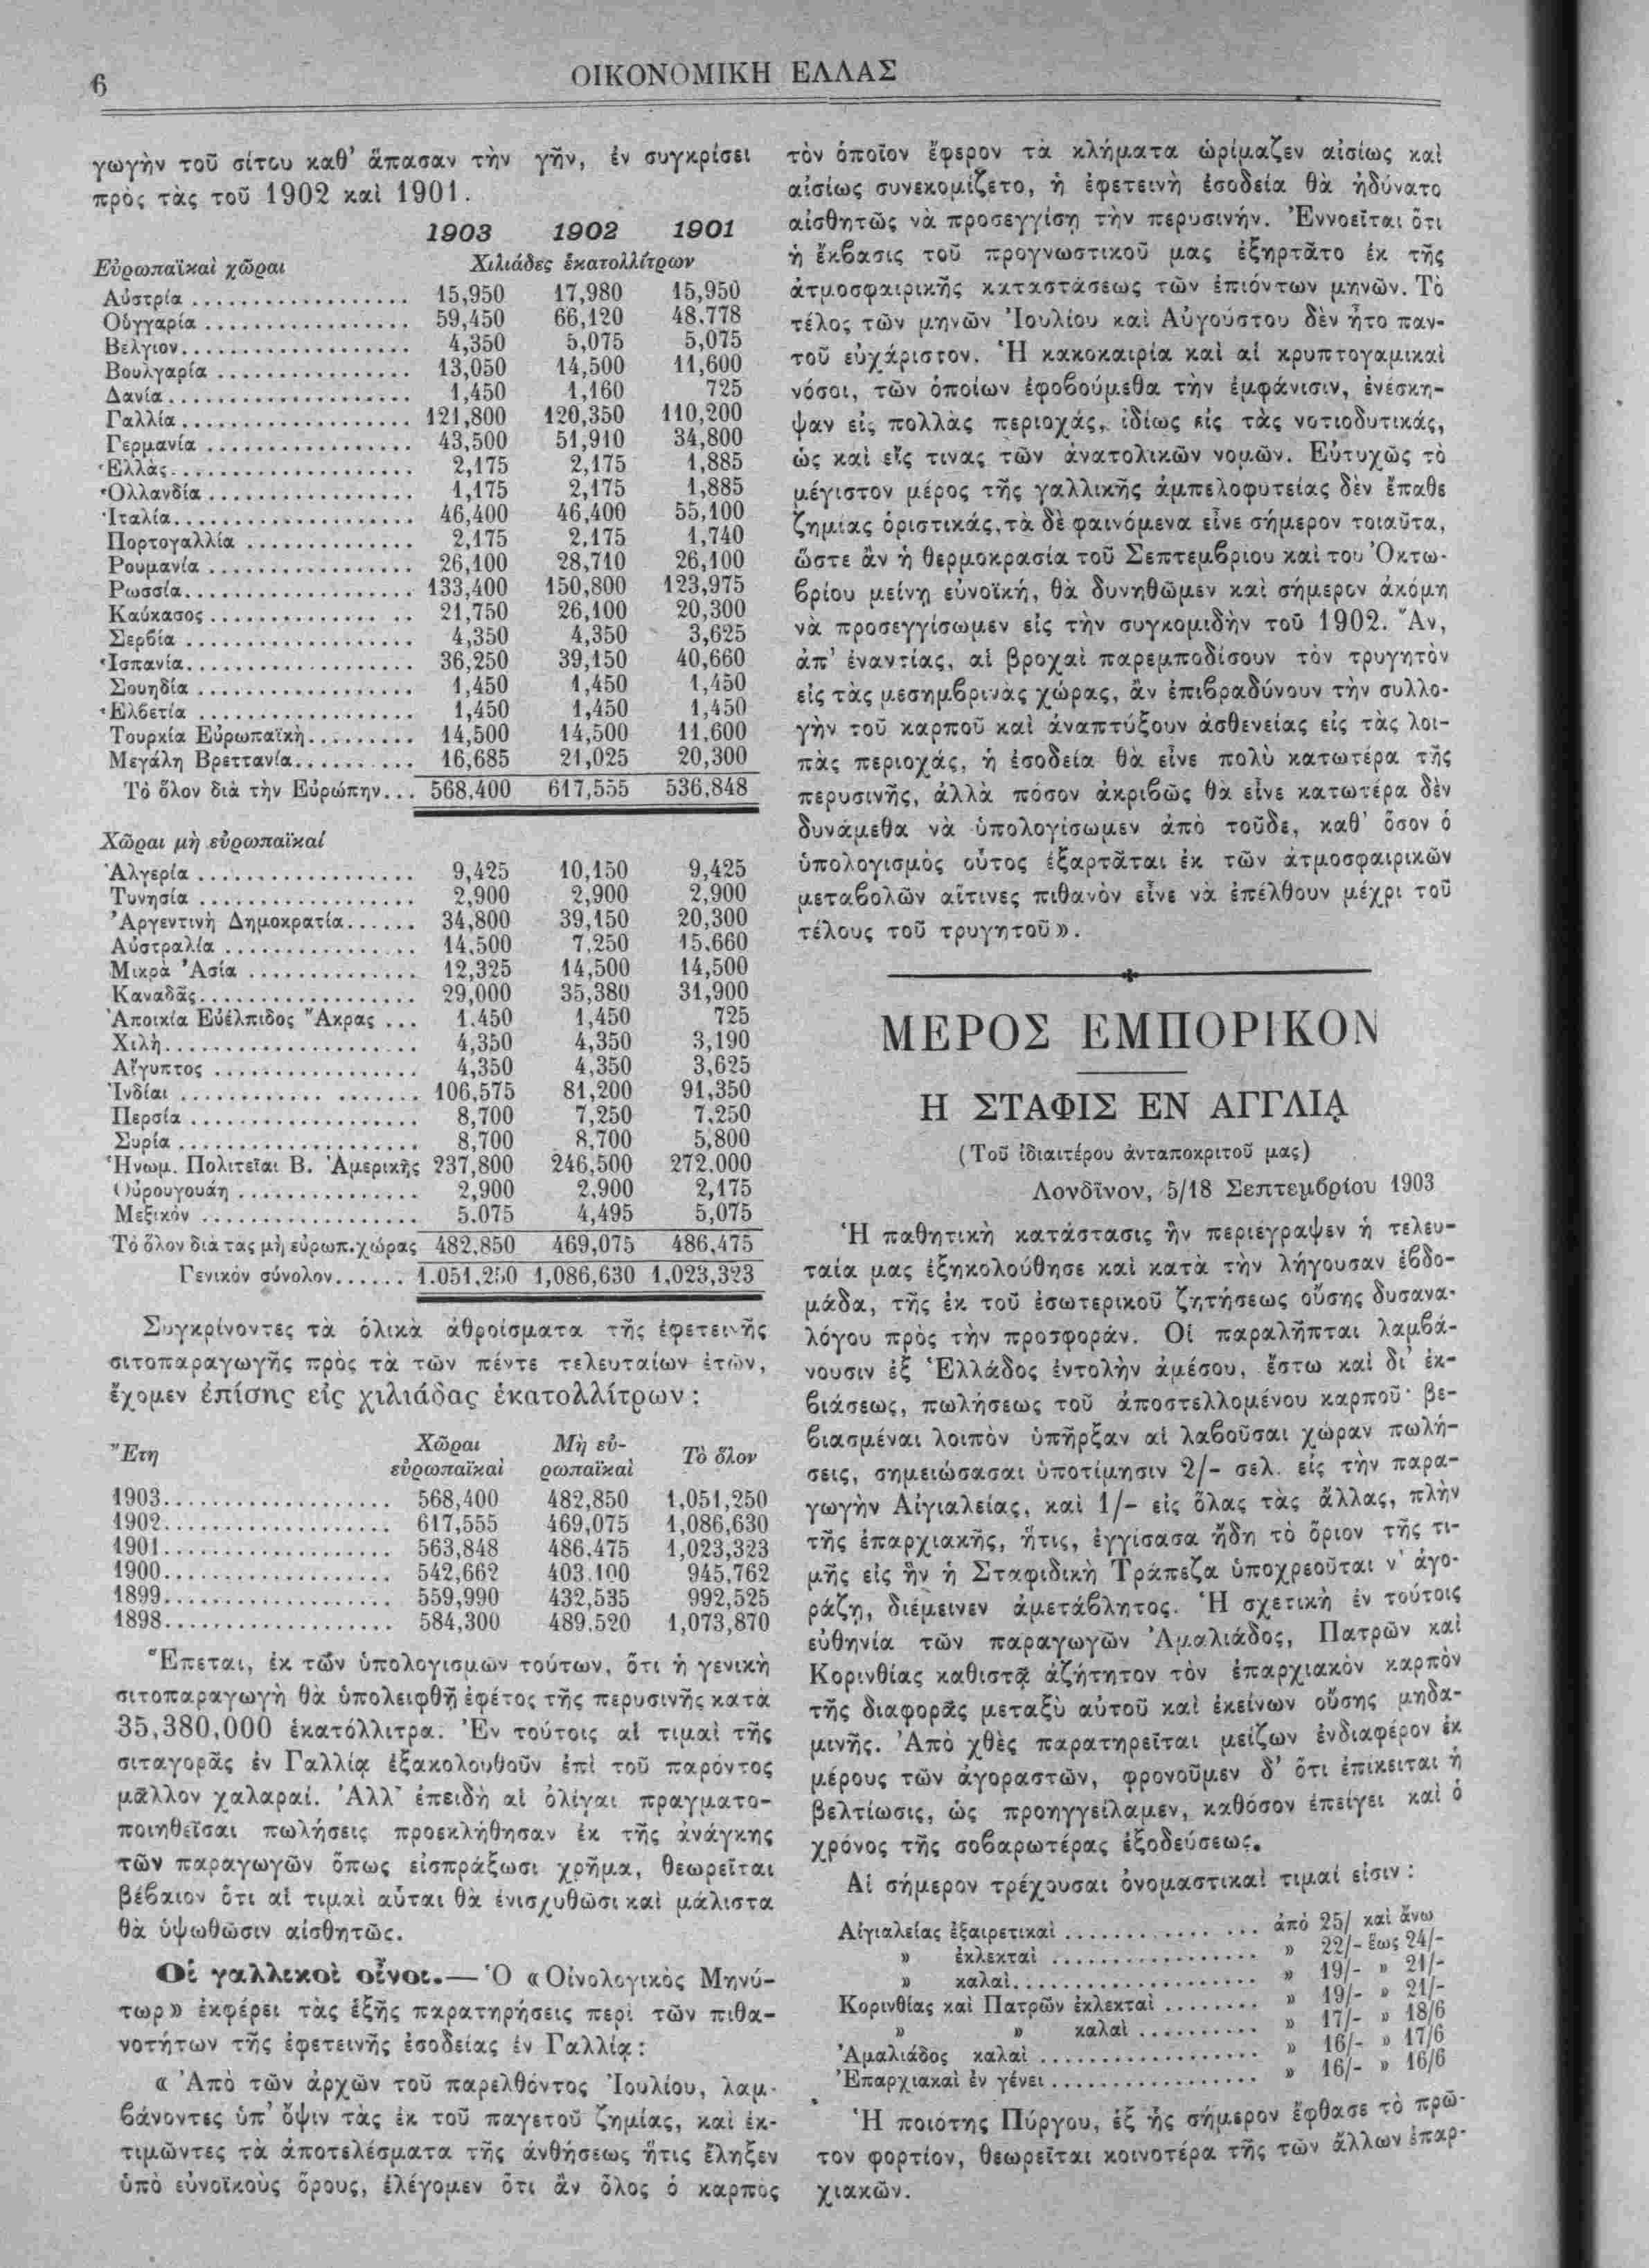 6
ΟΙΚΟΝΟΜΙΚΗ ΕΛΛΑΣ
γωγὴν τοῦ σίτου καθ' ἅπασαν τὴν γῆν, ἐν συγκρίσει
πρὸς τὰς τοῦ 1902 καὶ 1901.
1903 1902 1901
Εὐρωπαϊκαὶ χῶραι Χιλιάδες ἑκατολλίτρων
Αὐστρία .................. 15,950 17,980 15,950
Οὑγγαρία ................. 59,450 66,120 48.778
Βέλγιον................... 4,350 5,075 5,075
Βουλγαρία ................ 13,050 14,500 11,600
Δανία..................... 1,450 1,160 725
Γαλλία.................... 121,800 120,350 110,200
Γερμανία ................. 43,500 51,910 34,800
Ἑλλὰς..................... 2,175 2,175 1,885
Ὁλλανδία ................. 1,175 2,175 1,885
Ἰταλία.................... 46,400 46,400 55,100
Πορτογαλλία .............. 2,175 2.175 1,740
Ρουμανία ................. 26,100 28,710 26,100
Ρωσσία.................... 133,400 150,800 123,975
Καύκασος ................. 21,750 26,100 20,300
Σερβία ................... 4,350 4,350 3,625
Ἱσπανία................... 36,250 39,150 40,660
Σουηδία .................. 1,450 1,450 1,450
Ἑλβετία .................. 1,450 1,450 1,450
Τουρκία Εὐρωπαϊκὴ......... 14,500 14,500 11,600
Μεγάλη Βρεττανία.......... 16,685 21,025 20,300
Τὸ ὅλον διὰ τὴν Εὐρώπην... 568,400 617,555 536,848
Χῶραι μὴ εὐρωπαϊκαί
Ἀλγερία .................. 9,425 10,150 9,425
Τυνησία .................. 2,900 2,900 2,900
Ἀργεντινὴ Δημοκρατία...... 34,800 39,150 20,300
Αὐστραλία ................ 14,500 7,250 15,660
Μικρὰ Ἀσία ............... 12,325 14,500 14,500
Καναδᾶς................... 29,000 35,380 31,900
Ἀποικία Εὐέλπιδος Ἄκρας ... 1.450 1,450 725
Χιλὴ...................... 4,350 4,350 3,190
Αἴγυπτος ................. 4,350 4,350 3,625
Ἰνδίαι ................... 106,575 81,200 91,350
Περσία ................... 8,700 7,250 7.250
Συρία .................... 8,700 8,700 5,800
Ἡνωμ. Πολιτεῖαι Β. Ἀμερικῆς 237,800 246,500 272.000
Οὐρουγουάη ............... 2,900 2.900 2,175
Μεξικὸν .................. 5.075 4,495 5,075
Τὸ ὅλον διὰ τὰς μὴ εὐρωπ.χώρας 482,850 469,075 486,475
Γενικὸν σύνολον...... 1.051,250 1,086,630 1,023,323
Συγκρίνοντες τὰ ὁλικὰ ἀθροίσματα τῆς ἐφετεινῆς
σιτοπαραγωγῆς πρὸς τὰ τῶν πέντε τελευταίων ἐτῶν,
ἔχομεν ἐπίσης εἰς χιλιάδας ἑκατολλίτρων :
Ἔτη Χῶραι εὐρωπαϊκαὶ Μὴ εὐ-ρωπαϊκαὶ Τὸ ὅλον
1903.................... 568,400 482,850 1,051,250
1902.................... 617,555 469,075 1,086,630
1901.................... 563,848 486.475 1,023,323
1900.................... 542,662 403.100 945,762
1899.................... 559,990 432,535 992,525
1898.................... 584,300 489.520 1,073,870
Ἕπεται, ἐκ τῶν ὑπολογισμῶν τούτων, ὅτι ἡ γενικὴ
σιτοπαραγωγὴ θὰ ὑπολειφθῇ ἐφέτος τῆς περυσινῆς κατὰ
35,380,000 ἑκατόλλιτρα. Ἐν τούτοις αἱ τιμαὶ τῆς
σιταγορᾶς ἐν Γαλλίᾳ ἐξακολουθοῦν ἐπὶ τοῦ παρόντος
μᾶλλον χαλαραί. Ἀλλ' ἐπειδὴ αἱ ὀλίγαι πραγματο-
ποιηθεῖσαι πωλήσεις προεκλήθησαν ἐκ τῆς ἀνάγκης
τῶν παραγωγῶν ὅπως εἰσπράξωσι χρῆμα, θεωρεῖται
βέβαιον ὅτι αἱ τιμαὶ αὗται θὰ ἐνισχυθῶσι καὶ μάλιστα
θὰ ὑψωθῶσιν αἰσθητῶς.
Οἱ γαλλικοὶ οἶνοι.—Ὁ «Οἰνολογικὸς Μηνύ-
τωρ» ἐκφέρει τὰς ἑξῆς παρατηρήσεις περὶ τῶν πιθα-
νοτήτων τῆς ἐφετεινῆς ἐσοδείας ἐν Γαλλίᾳ:
« Ἀπὸ τῶν ἀρχῶν τοῦ παρελθόντος Ἰουλίου, λαμ-
βάνοντες ὑπ' ὄψιν τὰς ἐκ τοῦ παγετοῦ ζημίας, καὶ ἐκ-
τιμῶντες τὰ ἀποτελέσματα τῆς ἀνθήσεως ἥτις ἔληξεν
ὑπὸ εὐνοϊκοὺς ὅρους, ἐλέγομεν ὅτι ἂν ὅλος ὁ καρπὸς
τὸν ὁποῖον ἔφερον τὰ κλήματα ὡρίμαζεν αἰσίως καὶ
αἰσίως συνεκομίζετο, ἡ ἐφετεινὴ ἐσοδεία θὰ ἠδύνατο
αἰσθητῶς νὰ προσεγγίσῃ τὴν περυσινήν. Ἐννοεῖται ὅτι
ἡ ἔκβασις τοῦ προγνωστικοῦ μας ἐξηρτᾶτο ἐκ τῆς
ἀτμοσφαιρικῆς καταστάσεως τῶν ἐπιόντων μηνῶν. Τὸ
τέλος τῶν μηνῶν Ἰουλίου καὶ Αὐγούστου δὲν ἦτο παν-
τοῦ εὐχάριστον. Ἡ κακοκαιρία καὶ αἱ κρυπτογαμικαὶ
νόσοι, τῶν ὁποίων ἐφοβούμεθα τὴν ἐμφάνισιν, ἐνέσκη-
ψαν εἰς πολλὰς περιοχάς, ἰδίως εἰς τὰς νοτιοδυτικάς,
ὡς καὶ εἴς τινας τῶν ἀνατολικῶν νομῶν. Εὐτυχῶς τὸ
μέγιστον μέρος τῆς γαλλικῆς ἀμπελοφυτείας δὲν ἔπαθε
ζημίας ὁριστικάς, τὰ δὲ φαινόμενα εἶνε σήμερον τοιαῦτα,
ὥστε ἂν ἡ θερμοκρασία τοῦ Σεπτεμβρίου καὶ τοῦ Ὀκτω-
βρίου μείνῃ εὐνοϊκή, θὰ δυνηθῶμεν καὶ σήμερον ἀκόμη
νὰ προσεγγίσωμεν εἰς τὴν συγκομιδὴν τοῦ 1902. Ἄν,
ἀπ' ἐναντίας, αἱ βροχαὶ παρεμποδίσουν τὸν τρυγητὸν
εἰς τὰς μεσημβρινὰς χώρας, ἂν ἐπιβραδύνουν τὴν συλλο-
γὴν τοῦ καρποῦ καὶ ἀναπτύξουν ἀσθενείας εἰς τὰς λοι-
πὰς περιοχάς, ἡ ἐσοδεία θὰ εἶνε πολὺ κατωτέρα τῆς
περυσινῆς, ἀλλὰ πόσον ἀκριβῶς θὰ εἶνε κατωτέρα δὲν
δυνάμεθα νὰ ὑπολογίσωμεν ἀπὸ τοῦδε, καθ' ὅσον ὁ
ὑπολογισμὸς οὗτος ἐξαρτᾶται ἐκ τῶν ἀτμοσφαιρικῶν
μεταβολῶν αἵτινες πιθανὸν εἶνε νὰ ἐπέλθουν μέχρι τοῦ
τέλους τοῦ τρυγητοῦ».
ΜΕΡΟΣ ΕΜΠΟΡΙΚΟΝ
Η ΣΤΑΦΙΣ ΕΝ ΑΓΓΛΙᾼ
(Τοῦ ἰδιαιτέρου ἀνταποκριτοῦ μας)
Λονδῖνον, 5/18 Σεπτεμβρίου 1903
Ἡ παθητικὴ κατάστασις ἣν περιέγραψεν ἡ τελευ-
ταία μας ἐξηκολούθησε καὶ κατὰ τὴν λήγουσαν ἑβδο-
μάδα, τῆς ἐκ τοῦ ἐσωτερικοῦ ζητήσεως οὔσης δυσανα-
λόγου πρὸς τὴν προσφοράν. Οἱ παραλῆπται λαμβά-
νουσιν ἐξ Ἑλλάδος ἐντολὴν ἀμέσου, ἔστω καὶ δι' ἐκ-
βιάσεως, πωλήσεως τοῦ ἀποστελλομένου καρποῦ· βε-
βιασμέναι λοιπὸν ὑπῆρξαν αἱ λαβοῦσαι χώραν πωλή-
σεις, σημειώσασαι ὑποτίμησιν 2/- σελ. εἰς τὴν παρα-
γωγὴν Αἰγιαλείας, καὶ 1/- εἰς ὅλας τὰς ἄλλας, πλὴν
τῆς ἐπαρχιακῆς, ἥτις, ἐγγίσασα ἤδη τὸ ὅριον τῆς τι-
μῆς εἰς ἣν ἡ Σταφιδικὴ Τράπεζα ὑποχρεοῦται ν' ἀγο-
ράζῃ, διέμεινεν ἀμετάβλητος. Ἡ σχετικὴ ἐν τούτοις
εὐθηνία τῶν παραγωγῶν Ἀμαλιάδος, Πατρῶν καὶ
Κορινθίας καθιστᾷ ἀζήτητον τὸν ἐπαρχιακὸν καρπὸν
τῆς διαφορᾶς μεταξὺ αὐτοῦ καὶ ἐκείνων οὔσης μηδα-
μινῆς. Ἀπὸ χθὲς παρατηρεῖται μείζων ἐνδιαφέρον ἐκ
μέρους τῶν ἀγοραστῶν, φρονοῦμεν δ' ὅτι ἐπίκειται ἡ
βελτίωσις, ὡς προηγγείλαμεν, καθόσον ἐπείγει καὶ ὁ
χρόνος τῆς σοβαρωτέρας ἐξοδεύσεως.
Αἱ σήμερον τρέχουσαι ὀνομαστικαὶ τιμαί εἰσιν :
Αἰγιαλείας ἐξαιρετικαὶ ................. ἀπὸ 25/ καὶ ἄνω
» ἐκλεκταὶ ................. » 22/- ἕως 24/-
» καλαὶ..................... » 19/- » 21/-
Κορινθίας καὶ Πατρῶν ἐκλεκταὶ ........ » 19/- » 21/-
» » καλαὶ .......... » 17/- » 18/6
Ἀμαλιάδος καλαὶ .................. » 16/- » 17/6
Ἐπαρχιακαὶ ἐν γένει ................. » 16/- » 16/6
Ἡ ποιότης Πύργου, ἐξ ἧς σήμερον ἔφθασε τὸ πρῶ-
τον φορτίον, θεωρεῖται κοινοτέρα τῆς τῶν ἄλλων ἐπαρ-
χιακῶν.